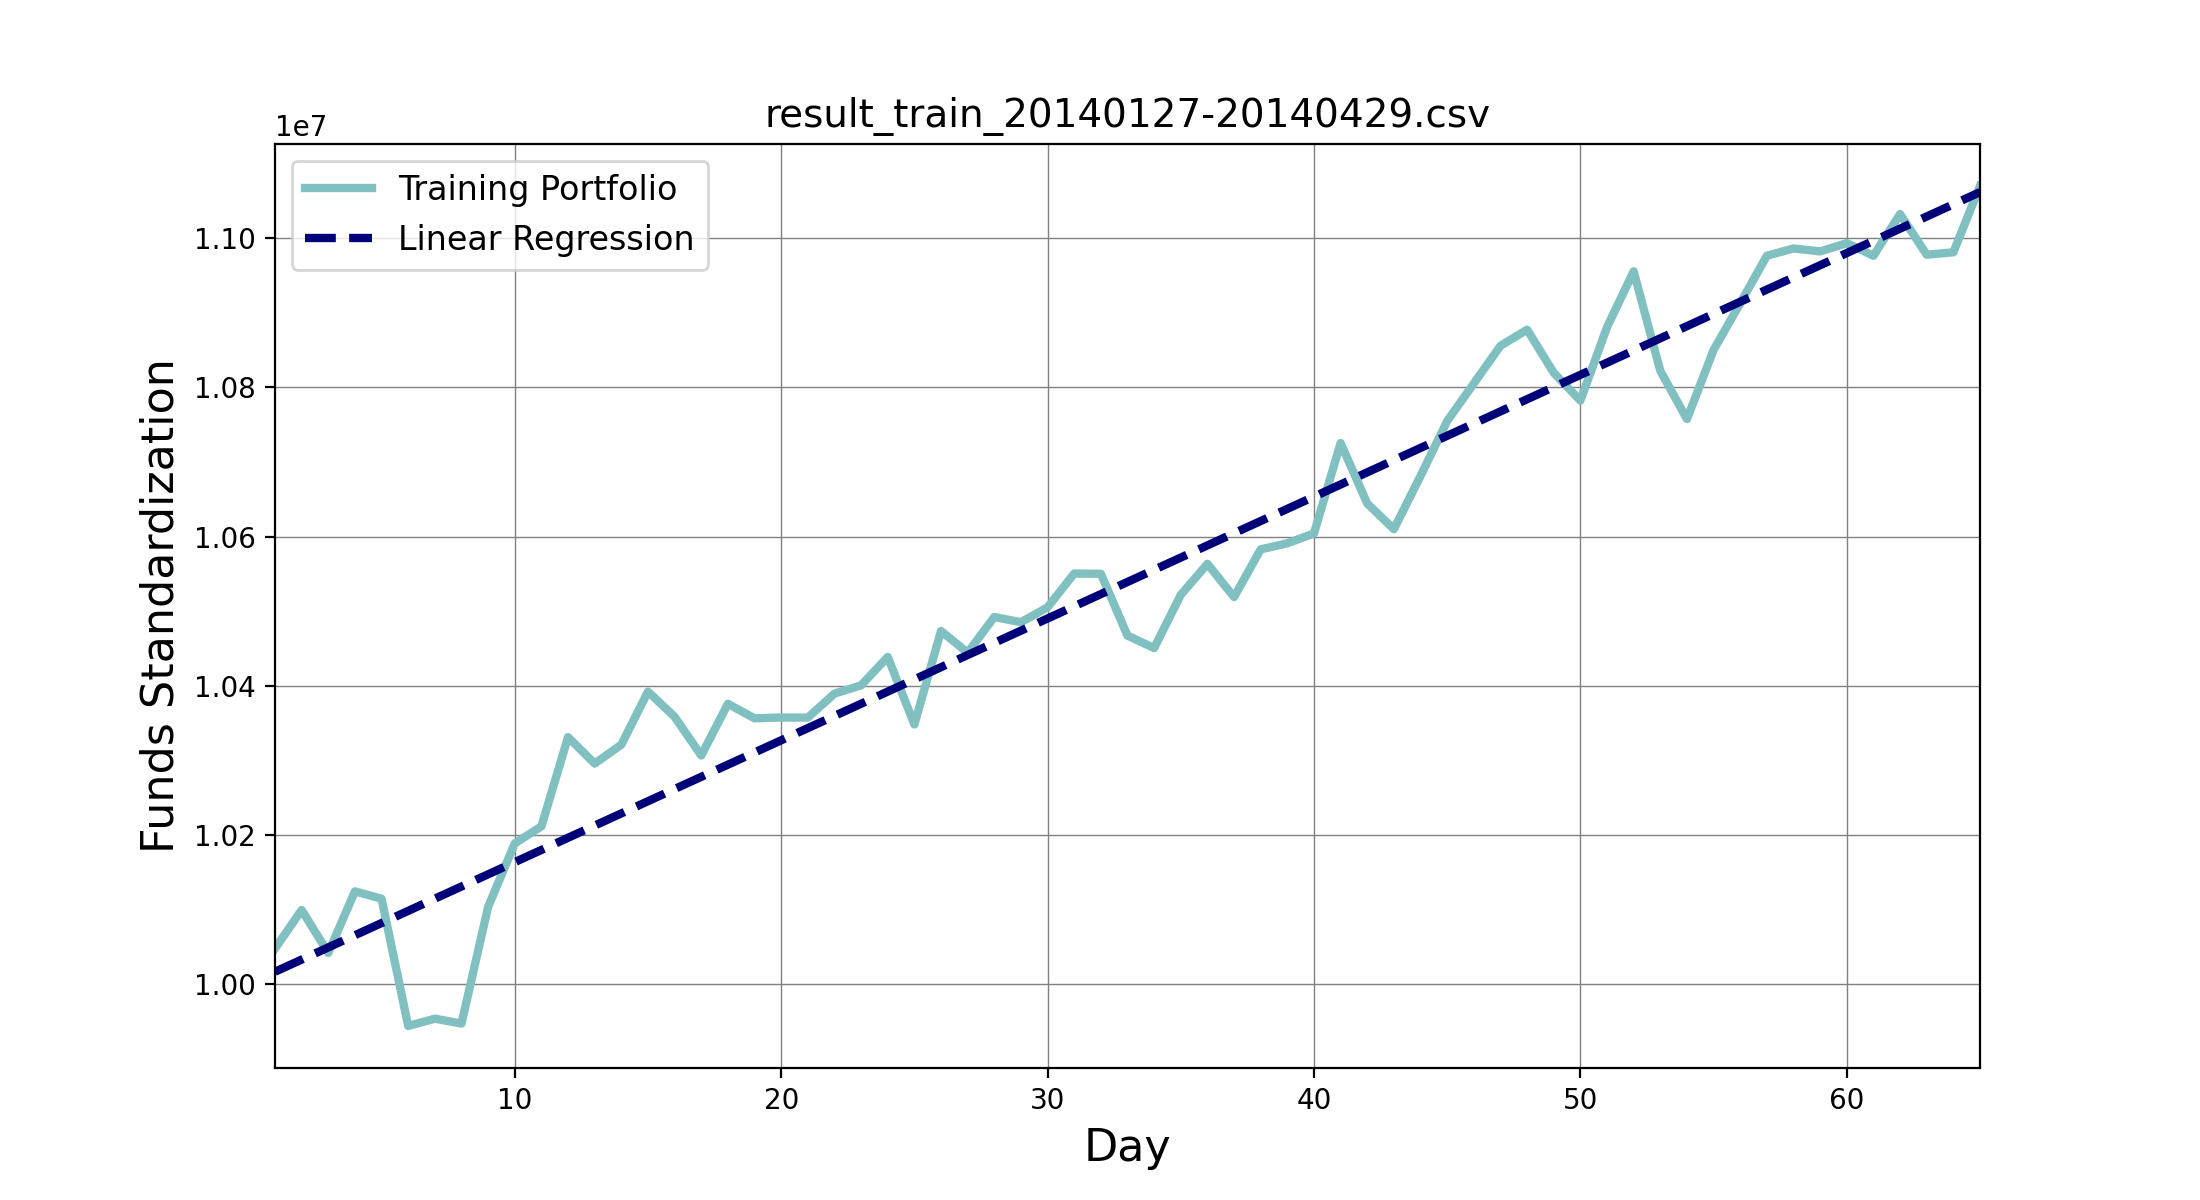 result_train_20140127-20140429.csv
1e7
Training Portfolio
Linear Regression
1.10
1.08
1.06
1.04
1.02
1.00
Funds Standardization
10 20 30 40 50 60
Day